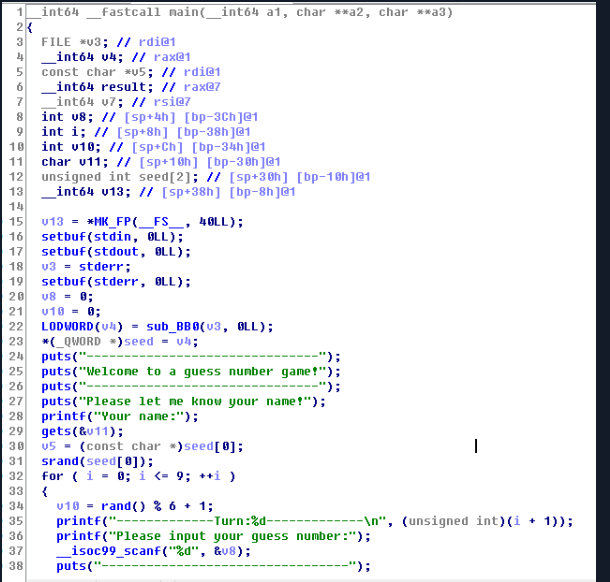 1 __int64 __fastcall main(__int64 a1, char **a2, char **a3)
2 {
3 FILE *v3; // rdi@1
4 __int64 v4; // rax@1
5 const char *v5; // rdi@1
6 __int64 result; // rax@7
7 __int64 v7; // rsi@7
8 int v8; // [sp+4h] [bp-3Ch]@1
9 int i; // [sp+8h] [bp-38h]@1
10 int v10; // [sp+Ch] [bp-34h]@1
11 char v11; // [sp+10h] [bp-30h]@1
12 unsigned int seed[2]; // [sp+30h] [bp-10h]@1
13 __int64 v13; // [sp+38h] [bp-8h]@1
14
15 v13 = *MK_FP(__FS__, 40LL);
16 setbuf(stdin, 0LL);
17 setbuf(stdout, 0LL);
18 v3 = stderr;
19 setbuf(stderr, 0LL);
20 v8 = 0;
21 v10 = 0;
22 LODWORD(v4) = sub_BB0(v3, 0LL);
23 *(_QWORD *)seed = v4;
24 puts("-------------------------------");
25 puts("Welcome to a guess number game!");
26 puts("-------------------------------");
27 puts("Please let me know your name!");
28 printf("Your name:");
29 gets(&v11);
30 v5 = (const char *)seed[0];
31 srand(seed[0]);
32 for ( i = 0; i <= 9; ++i )
33 {
34 v10 = rand() % 6 + 1;
35 printf("-------------Turn:%d-------------\n", (unsigned int)(i + 1));
36 printf("Please input your guess number:");
37 __isoc99_scanf("%d", &v8);
38 puts("---------------------------------");